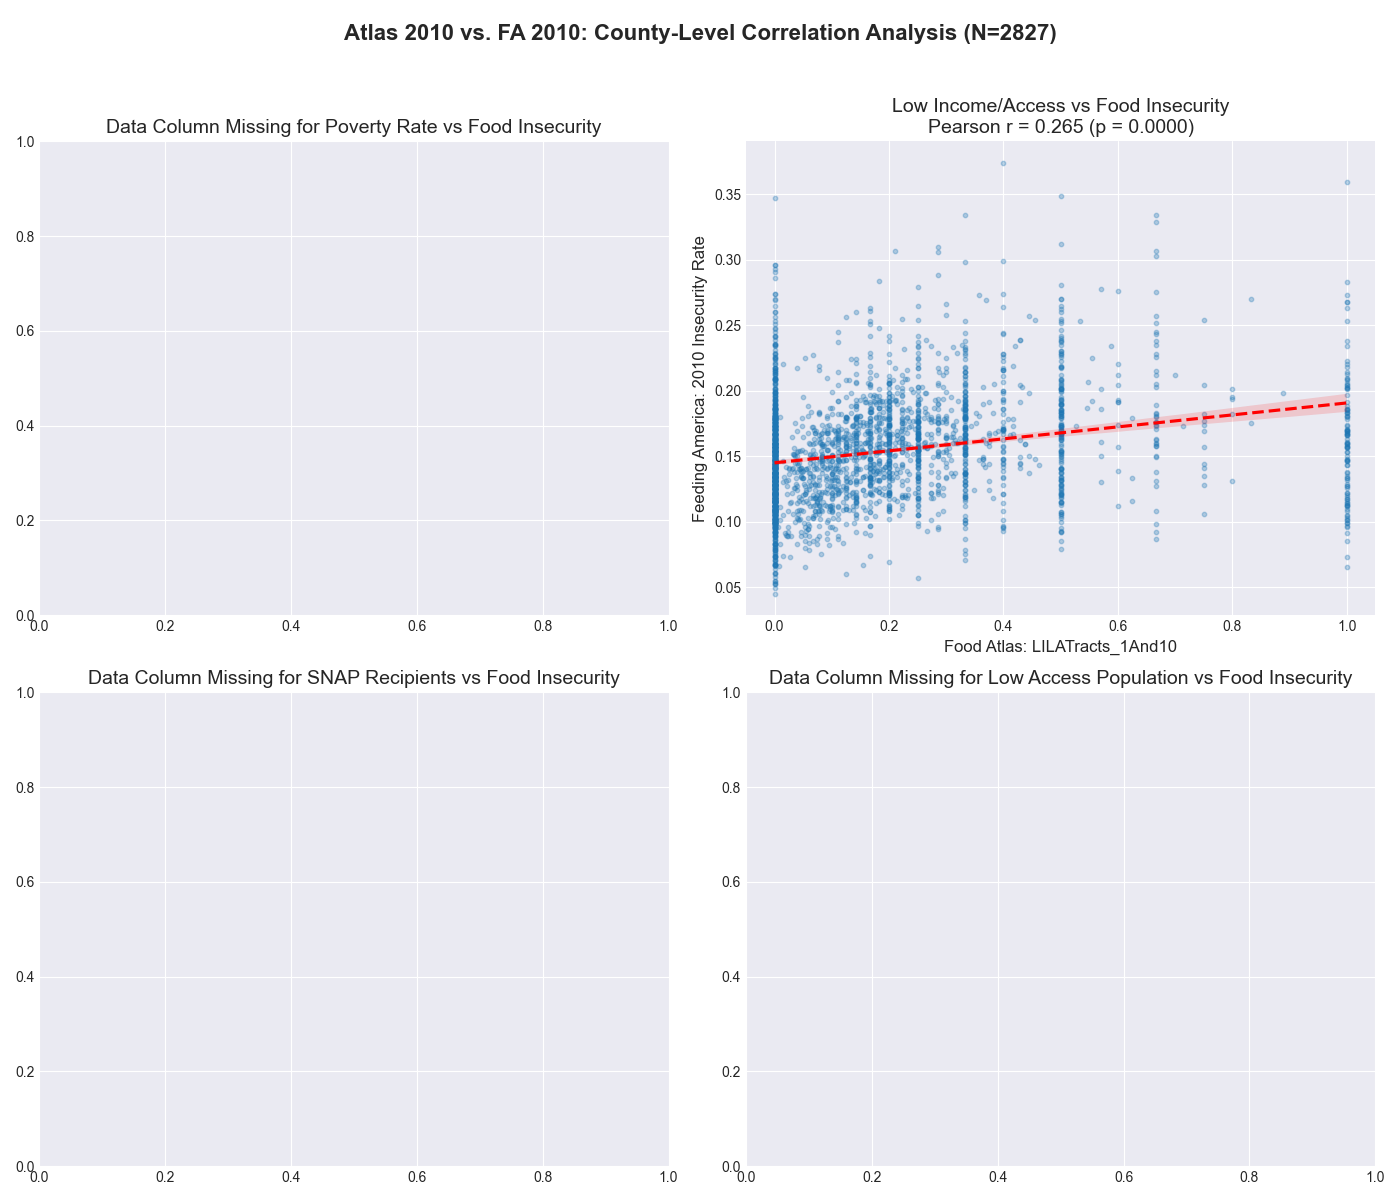 Atlas 2010 vs. FA 2010: County-Level Correlation Analysis (N=2827)
Data Column Missing for Poverty Rate vs Food Insecurity
1.0
0.8
0.6
0.4
0.2
0.0
0.0 0.2 0.4 0.6 0.8 1.0
Low Income/Access vs Food Insecurity
Pearson r = 0.265 (p = 0.0000)
Feeding America: 2010 Insecurity Rate
0.35
0.30
0.25
0.20
0.15
0.10
0.05
0.0 0.2 0.4 0.6 0.8 1.0
Food Atlas: LILATracts_1And10
Data Column Missing for SNAP Recipients vs Food Insecurity
1.0
0.8
0.6
0.4
0.2
0.0
0.0 0.2 0.4 0.6 0.8 1.0
Data Column Missing for Low Access Population vs Food Insecurity
1.0
0.8
0.6
0.4
0.2
0.0
0.0 0.2 0.4 0.6 0.8 1.0